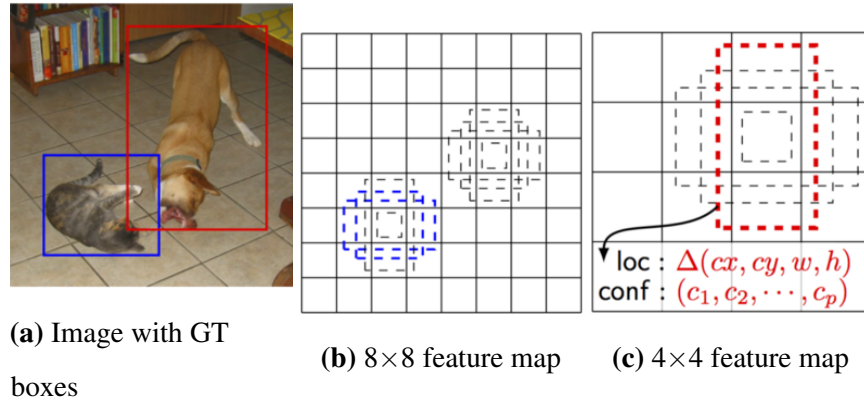 loc : Δ(cx, cy, w, h)
conf : (c₁, c₂, ⋯, cₚ)
(a) Image with GT
boxes
(b) 8×8 feature map
(c) 4×4 feature map